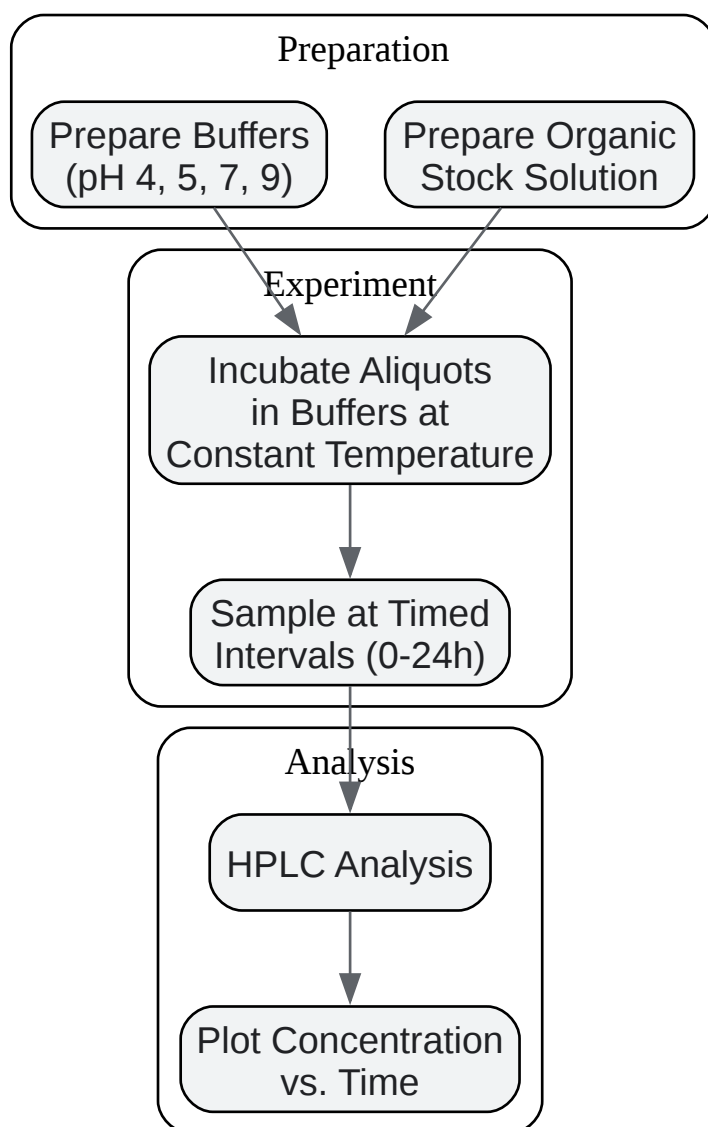 Preparation
Prepare Buffers
(pH 4, 5, 7, 9)
Prepare Organic
Stock Solution
Experiment
Incubate Aliquots
in Buffers at
Constant Temperature
Sample at Timed
Intervals (0-24h)
Analysis
HPLC Analysis
Plot Concentration
vs. Time